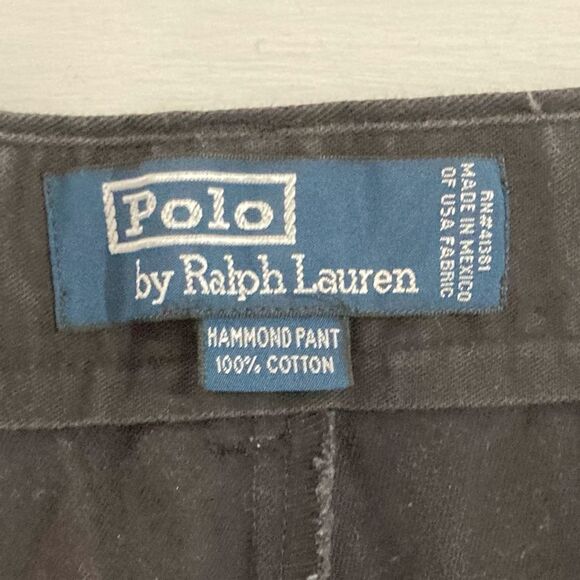 Polo
by Ralph Lauren
RN#41381
MADE IN MEXICO
OF USA FABRIC
HAMMOND PANT
100% COTTON